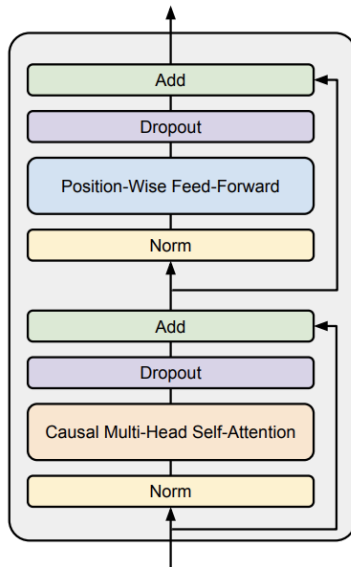 Add
Dropout
Position-Wise Feed-Forward
Norm
Add
Dropout
Causal Multi-Head Self-Attention
Norm